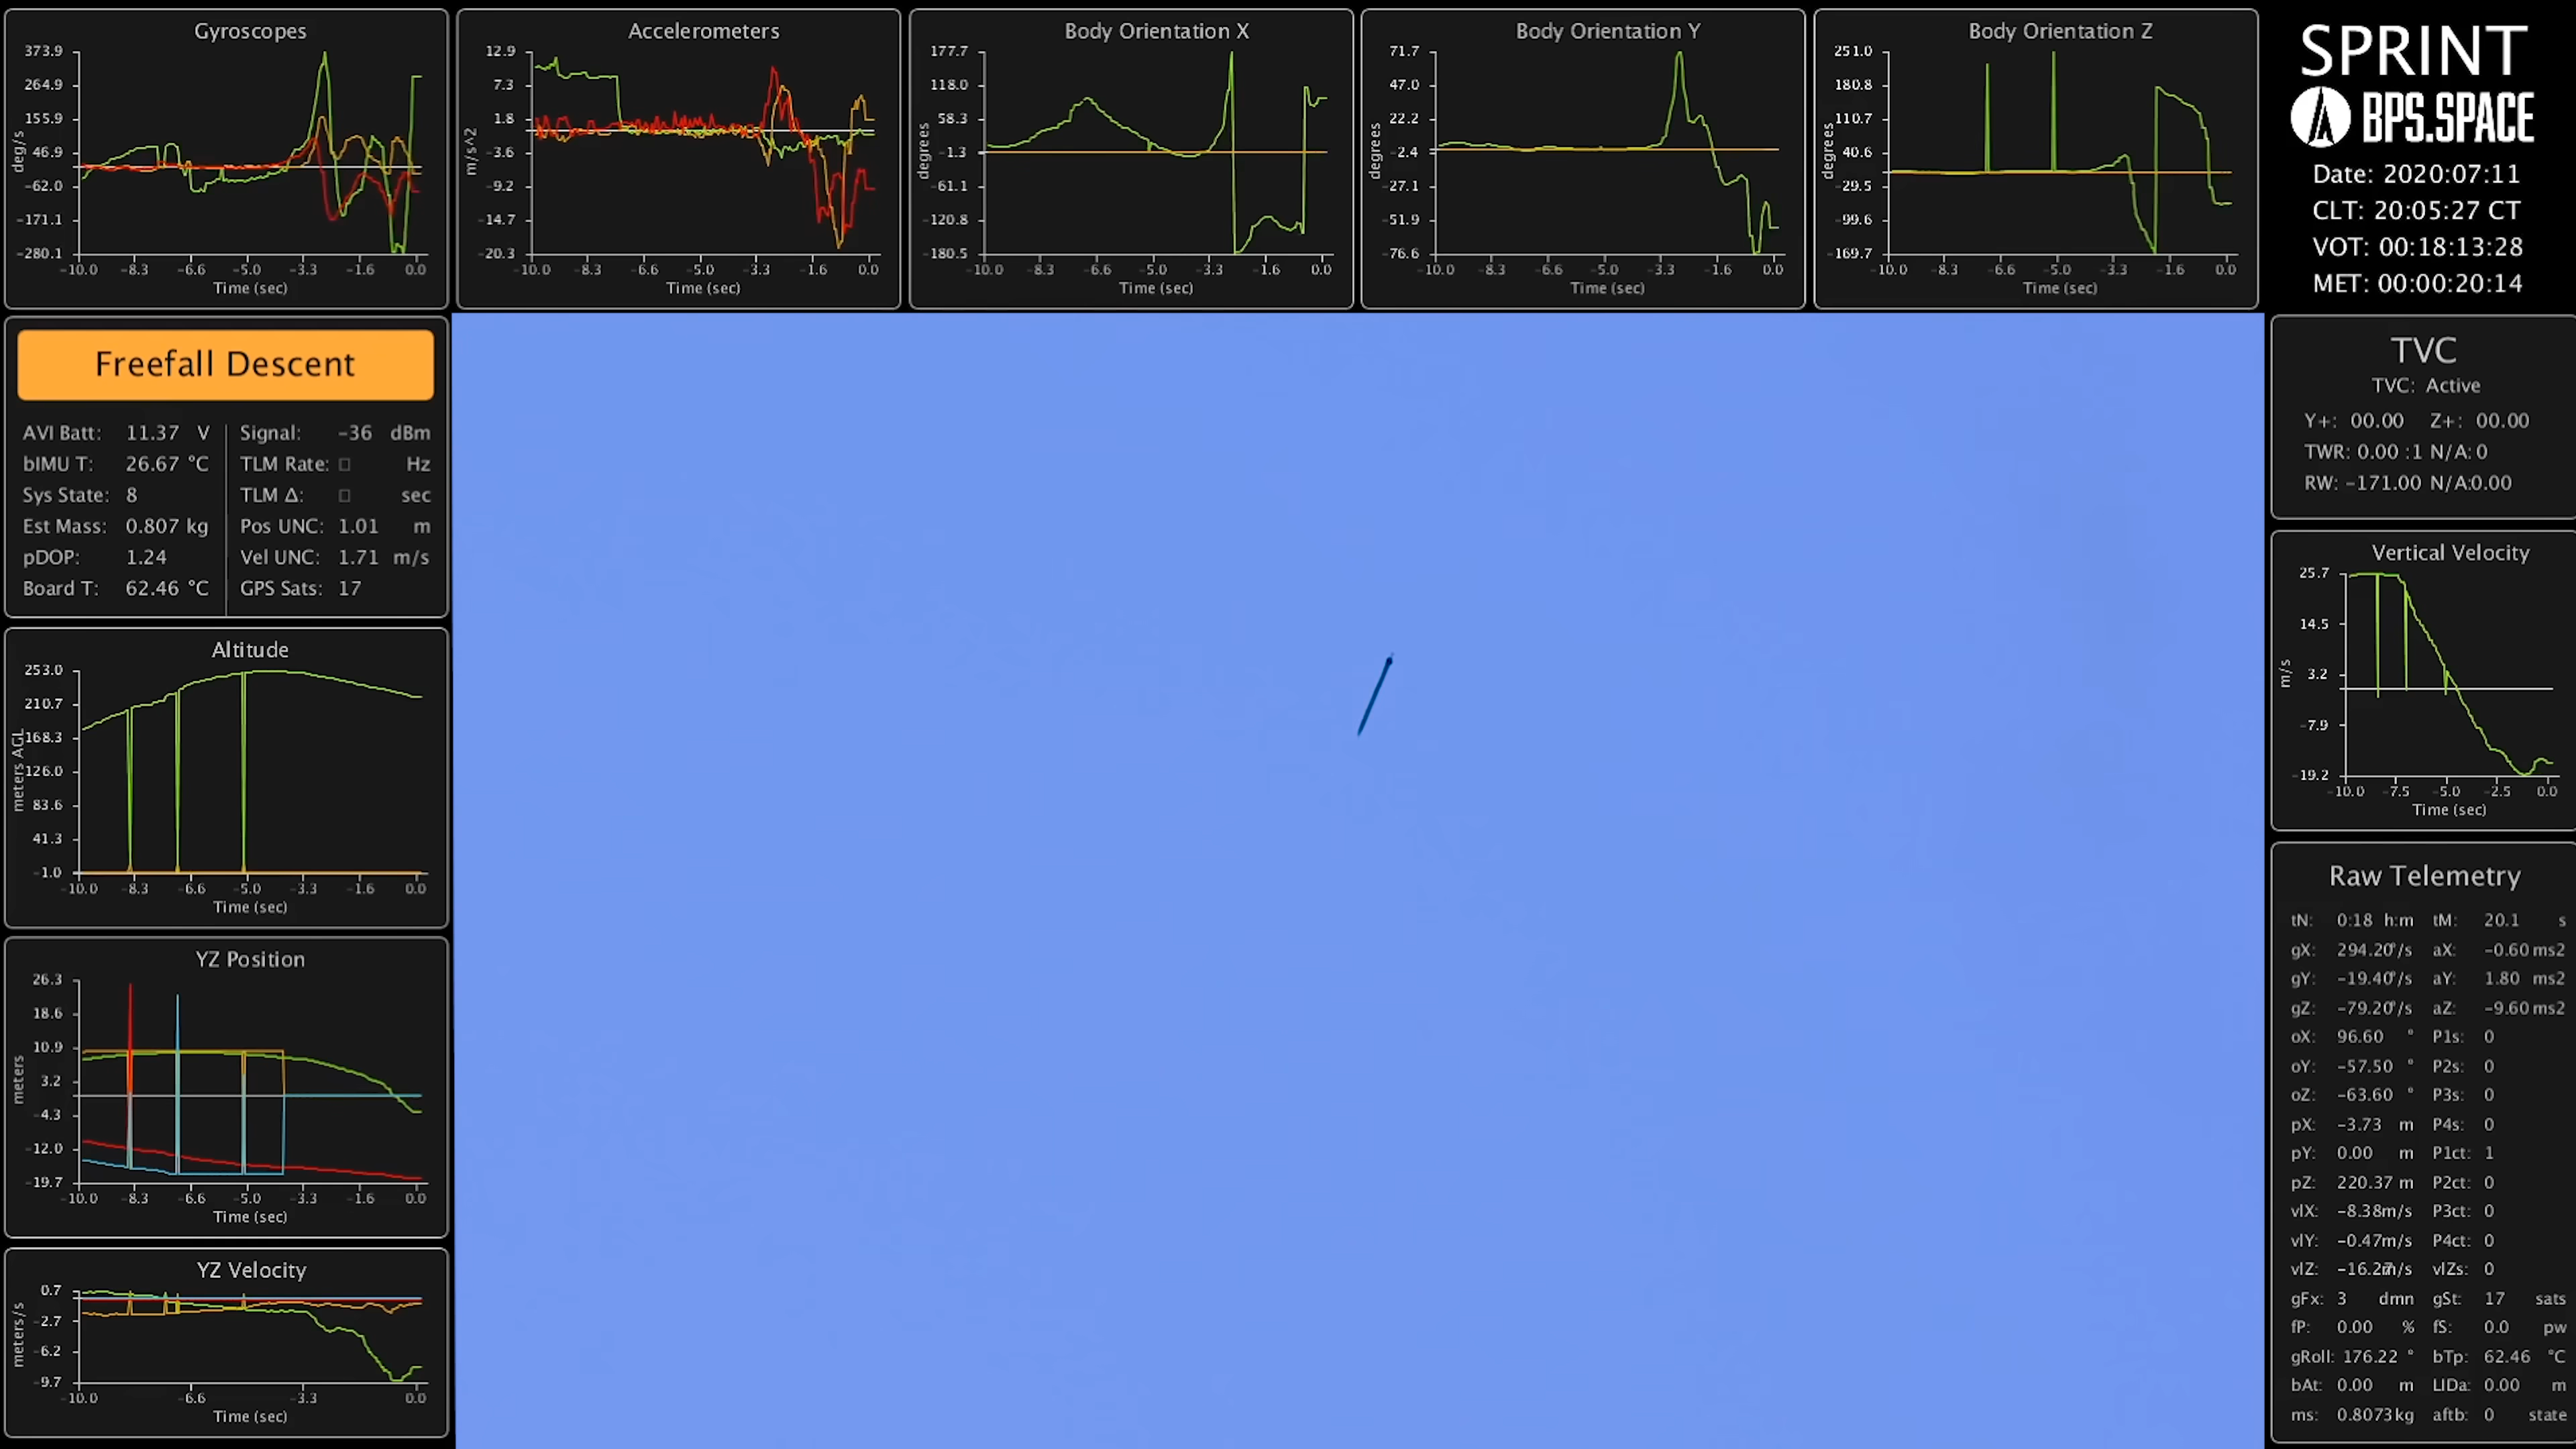 Gyroscopes
373.9
264.9
155.9
46.9
-62.0
-171.1
-280.1
deg/s
-10.0 -8.3 -6.6 -5.0 -3.3 -1.6 0.0
Time (sec)
Accelerometers
12.9
7.3
1.8
-3.6
-9.2
-14.7
-20.3
m/s^2
-10.0 -8.3 -6.6 -5.0 -3.3 -1.6 0.0
Time (sec)
Body Orientation X
177.7
118.0
58.3
-1.3
-61.1
-120.8
-180.5
degrees
-10.0 -8.3 -6.6 -5.0 -3.3 -1.6 0.0
Time (sec)
Body Orientation Y
71.7
47.0
22.2
-2.4
-27.1
-51.9
-76.6
degrees
-10.0 -8.3 -6.6 -5.0 -3.3 -1.6 0.0
Time (sec)
Body Orientation Z
251.0
180.8
110.7
40.6
-29.5
-99.6
-169.7
degrees
-10.0 -8.3 -6.6 -5.0 -3.3 -1.6 0.0
Time (sec)
SPRINT
BPS.SPACE
Date: 2020:07:11
CLT: 20:05:27 CT
VOT: 00:18:13:28
MET: 00:00:20:14
Freefall Descent
AVI Batt: 11.37 V Signal: -36 dBm
bIMU T: 26.67 °C TLM Rate: □ Hz
Sys State: 8 TLM Δ: □ sec
Est Mass: 0.807 kg Pos UNC: 1.01 m
pDOP: 1.24 Vel UNC: 1.71 m/s
Board T: 62.46 °C GPS Sats: 17
Altitude
253.0
210.7
168.3
126.0
83.6
41.3
-1.0
meters AGL
-10.0 -8.3 -6.6 -5.0 -3.3 -1.6 0.0
Time (sec)
YZ Position
26.3
18.6
10.9
3.2
-4.3
-12.0
-19.7
meters
-10.0 -8.3 -6.6 -5.0 -3.3 -1.6 0.0
Time (sec)
YZ Velocity
0.7
-2.7
-6.2
-9.7
meters/s
-10.0 -6.6 -3.3 0.0
Time (sec)
TVC
TVC: Active
Y+: 00.00 Z+: 00.00
TWR: 0.00 :1 N/A: 0
RW: -171.00 N/A:0.00
Vertical Velocity
25.7
14.5
3.2
-7.9
-19.2
m/s
-10.0 -7.5 -5.0 -2.5 0.0
Time (sec)
Raw Telemetry
tN: 0:18 h:m tM: 20.1 s
gX: 294.20°/s aX: -0.60 ms2
gY: -19.40°/s aY: 1.80 ms2
gZ: -79.20°/s aZ: -9.60 ms2
oX: 96.60 ° P1s: 0
oY: -57.50 ° P2s: 0
oZ: -63.60 ° P3s: 0
pX: -3.73 m P4s: 0
pY: 0.00 m P1ct: 1
pZ: 220.37 m P2ct: 0
vIX: -8.38m/s P3ct: 0
vIY: -0.47m/s P4ct: 0
vIZ: -16.27m/s vIZs: 0
gFx: 3 dmn gSt: 17 sats
fP: 0.00 % fS: 0.0 pw
gRoll: 176.22 ° bTp: 62.46 °C
bAt: 0.00 m LIDa: 0.00 m
ms: 0.8073kg aftb: 0 state